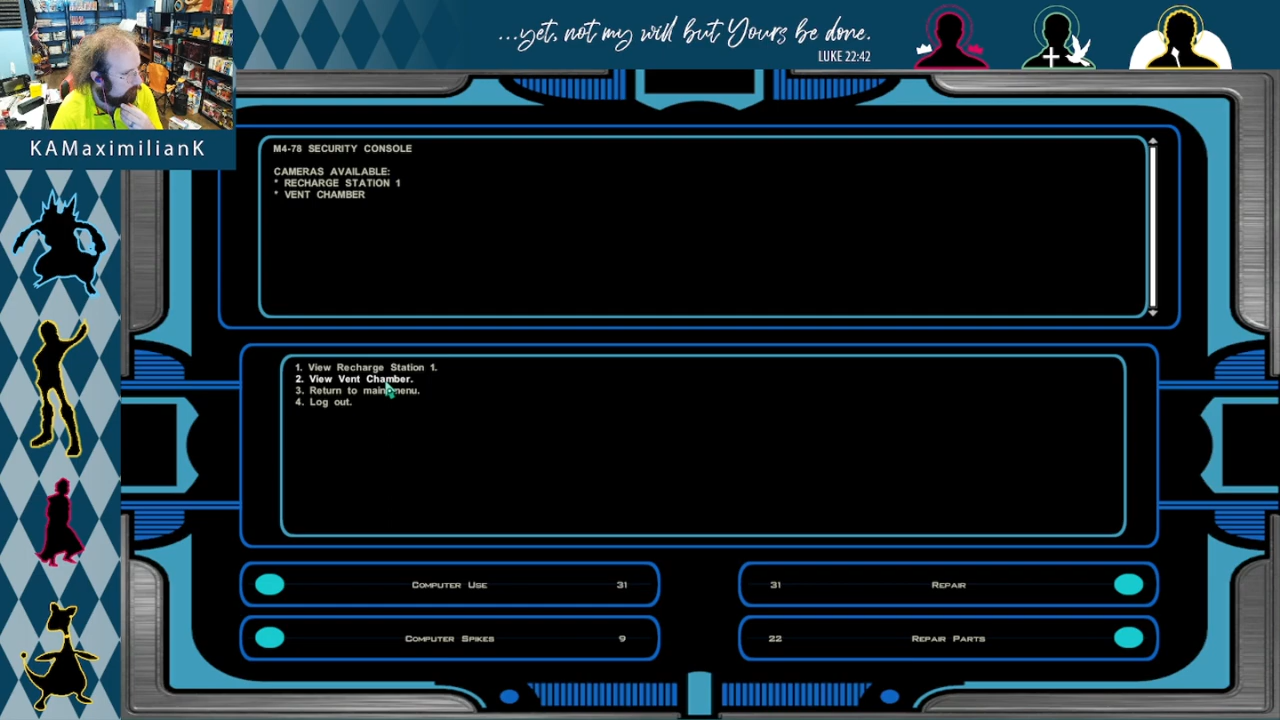 ...yet, not my will but Yours be done.
LUKE 22:42
KAMaximilianK
M4-78 SECURITY CONSOLE
CAMERAS AVAILABLE:
* RECHARGE STATION 1
* VENT CHAMBER
1. View Recharge Station 1.
2. View Vent Chamber.
3. Return to main menu.
4. Log out.
COMPUTER USE 31
31 REPAIR
COMPUTER SPIKES 9
22 REPAIR PARTS